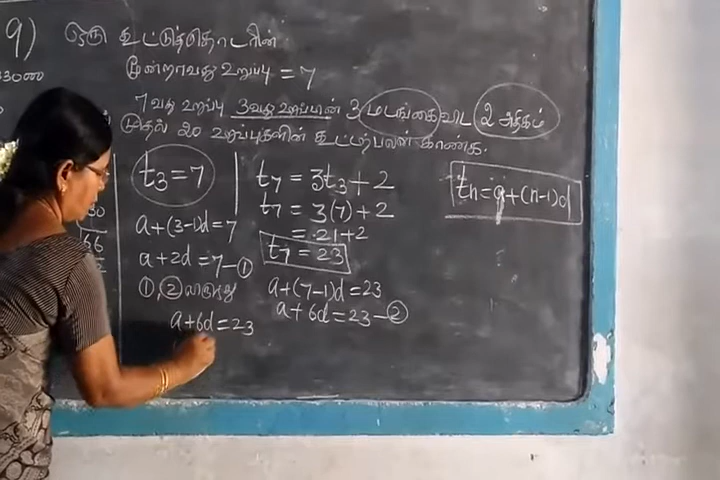 9) ஒரு கூட்டுத்தொடரின்
மூன்றாவது உறுப்பு = 7
7வது உறுப்பு 3வது உறுப்பின் 3 மடங்கைவிட 2 அதிகம்
முதல் 20 உறுப்புகளின் கூட்டற்பலன் காண்க.
t3 = 7
a+(3-1)d = 7
a+2d = 7 - ①
①, ② லிருந்து
a+6d = 23
t7 = 3t3 + 2
t7 = 3(7) + 2
= 21 + 2
t7 = 23
a+(7-1)d = 23
a+6d = 23 - ②
tn = a+(n-1)d